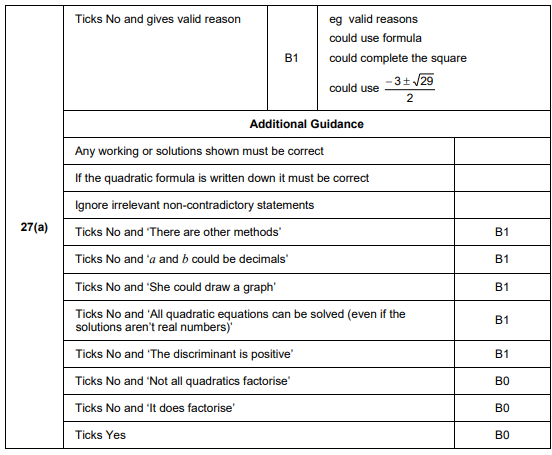 Ticks No and gives valid reason
B1
eg valid reasons
could use formula
could complete the square
could use (−3 ± √29)/2
Additional Guidance
Any working or solutions shown must be correct
If the quadratic formula is written down it must be correct
Ignore irrelevant non-contradictory statements
27(a)
Ticks No and ‘There are other methods’ B1
Ticks No and ‘a and b could be decimals’ B1
Ticks No and ‘She could draw a graph’ B1
Ticks No and ‘All quadratic equations can be solved (even if the
solutions aren’t real numbers)’ B1
Ticks No and ‘The discriminant is positive’ B1
Ticks No and ‘Not all quadratics factorise’ B0
Ticks No and ‘It does factorise’ B0
Ticks Yes B0